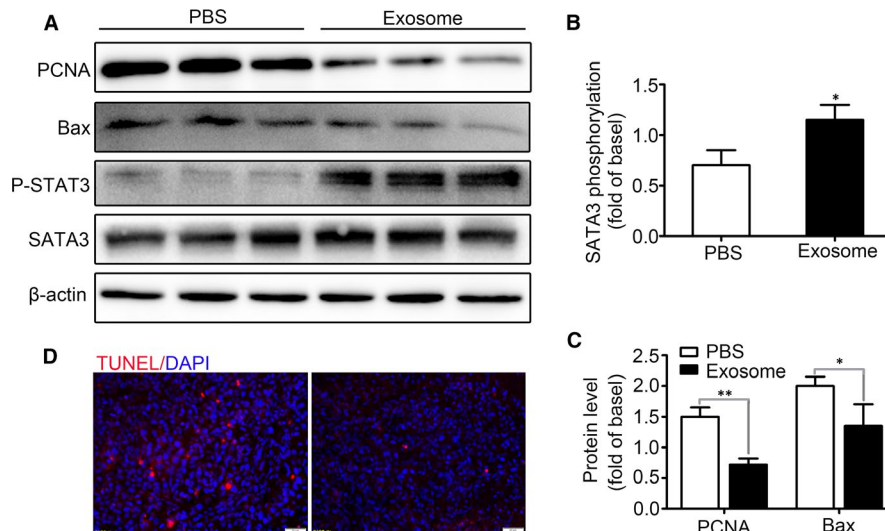 A
PBS
Exosome
PCNA
Bax
P-STAT3
SATA3
β-actin
B
SATA3 phosphorylation
(fold of basel)
1.5
1.0
0.5
0.0
*
PBS
Exosome
C
PBS
Exosome
Protein level
(fold of basel)
2.5
2.0
1.5
1.0
0.5
0.0
**
*
PCNA
Bax
D
TUNEL/DAPI